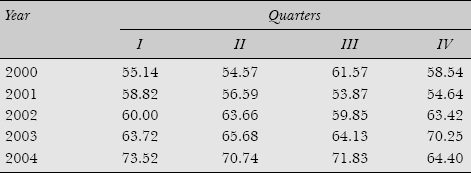 Year Quarters
I II III IV
2000 55.14 54.57 61.57 58.54
2001 58.82 56.59 53.87 54.64
2002 60.00 63.66 59.85 63.42
2003 63.72 65.68 64.13 70.25
2004 73.52 70.74 71.83 64.40